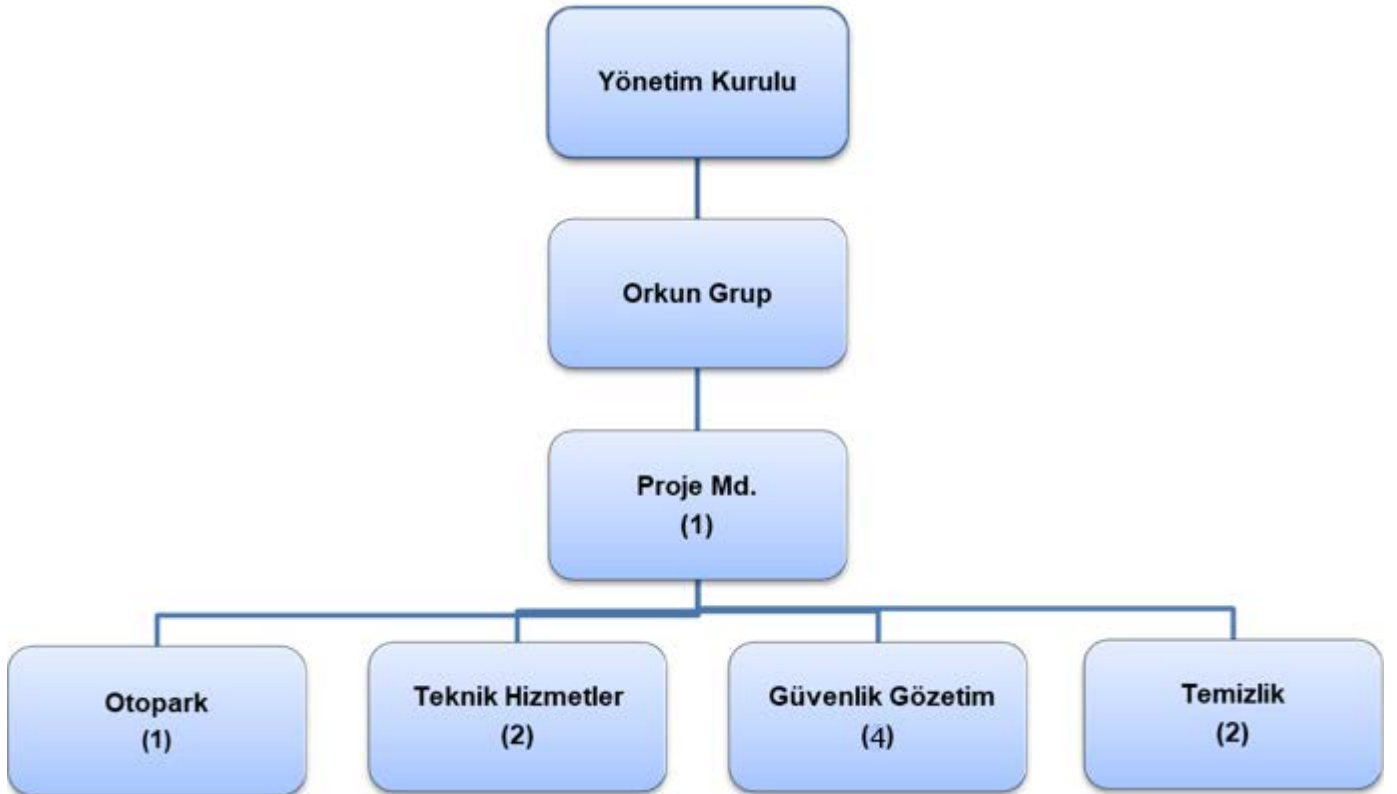 Yönetim Kurulu
Orkun Grup
Proje Md.
(1)
Otopark
(1)
Teknik Hizmetler
(2)
Güvenlik Gözetim
(4)
Temizlik
(2)